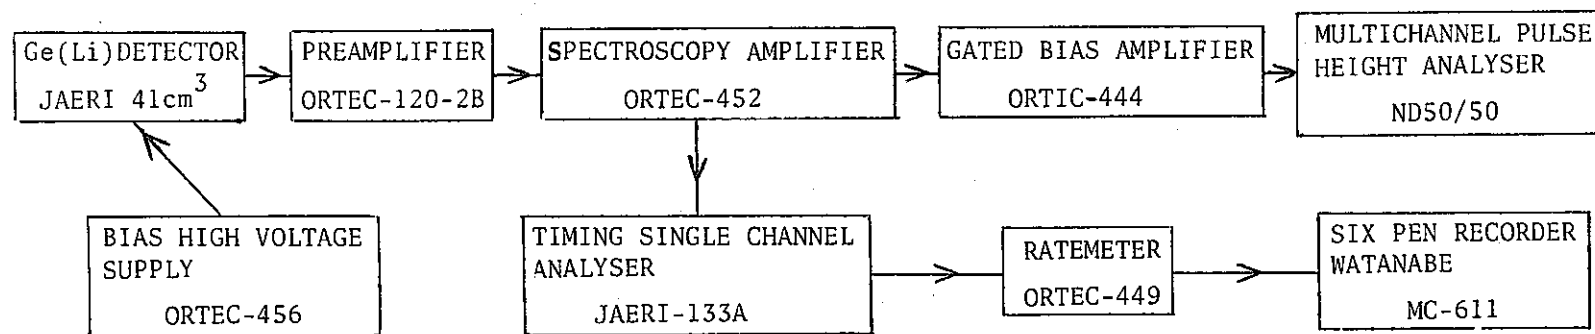 Ge(Li)DETECTOR
JAERI 41cm³
PREAMPLIFIER
ORTEC-120-2B
SPECTROSCOPY AMPLIFIER
ORTEC-452
GATED BIAS AMPLIFIER
ORTIC-444
MULTICHANNEL PULSE
HEIGHT ANALYSER
ND50/50
BIAS HIGH VOLTAGE
SUPPLY
ORTEC-456
TIMING SINGLE CHANNEL
ANALYSER
JAERI-133A
RATEMETER
ORTEC-449
SIX PEN RECORDER
WATANABE
MC-611